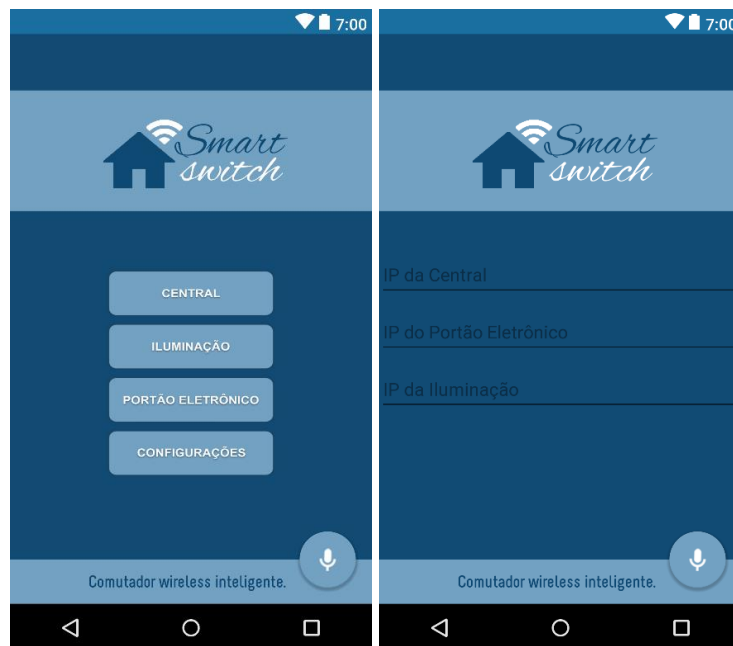 7:00
Smart
switch
CENTRAL
ILUMINAÇÃO
PORTÃO ELETRÔNICO
CONFIGURAÇÕES
Comutador wireless inteligente.
7:00
Smart
switch
IP da Central
IP do Portão Eletrônico
IP da Iluminação
Comutador wireless inteligente.